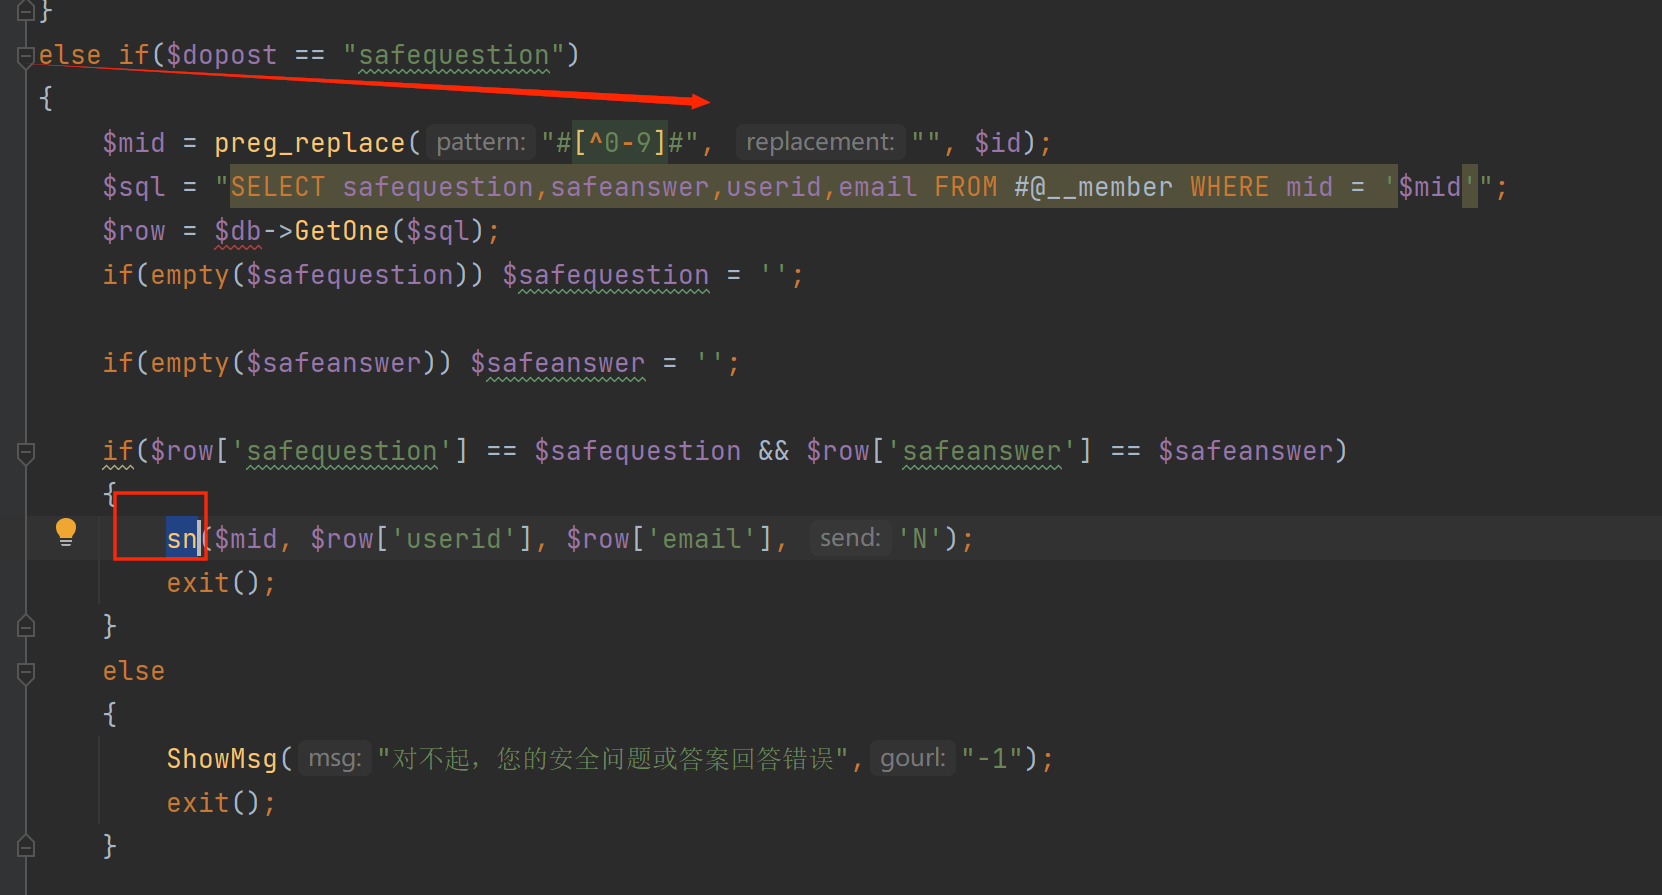 }
else if($dopost == "safequestion")
{
$mid = preg_replace( pattern: "#[^0-9]#", replacement: "", $id);
$sql = "SELECT safequestion,safeanswer,userid,email FROM #@__member WHERE mid = '$mid'";
$row = $db->GetOne($sql);
if(empty($safequestion)) $safequestion = '';
if(empty($safeanswer)) $safeanswer = '';
if($row['safequestion'] == $safequestion && $row['safeanswer'] == $safeanswer)
{
sn($mid, $row['userid'], $row['email'], send: 'N');
exit();
}
else
{
ShowMsg( msg: "对不起，您的安全问题或答案回答错误", gourl: "-1");
exit();
}